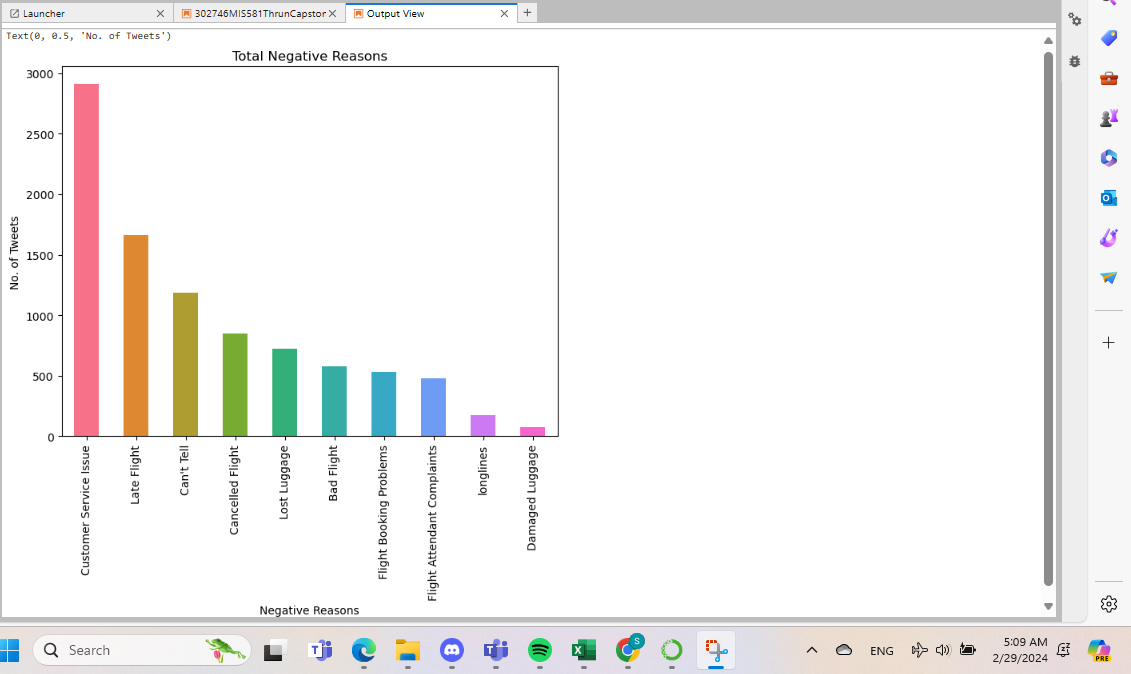 Launcher
302746MIS581ThrunCapstor
Output View
Text(0, 0.5, 'No. of Tweets')
Total Negative Reasons
No. of Tweets
3000
2500
2000
1500
1000
500
0
Customer Service Issue
Late Flight
Can't Tell
Cancelled Flight
Lost Luggage
Bad Flight
Flight Booking Problems
Flight Attendant Complaints
longlines
Damaged Luggage
Negative Reasons
Search
S
ENG
5:09 AM
2/29/2024
PRE